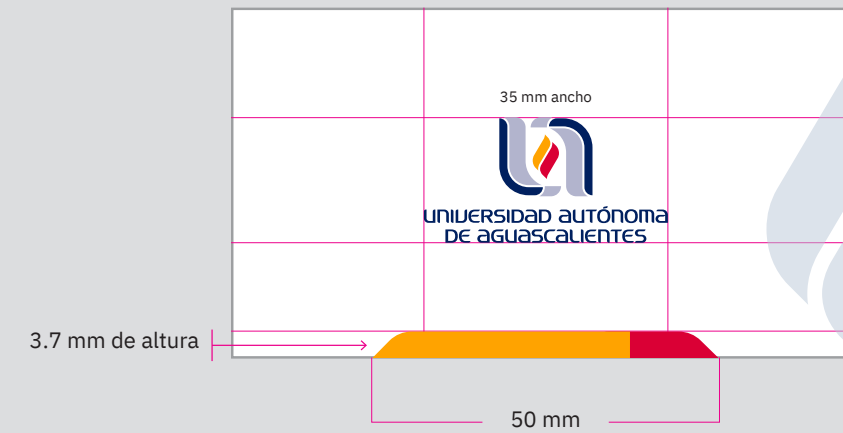 35 mm ancho
UNIVERSIDAD AUTÓNOMA
DE AGUASCALIENTES
3.7 mm de altura
50 mm